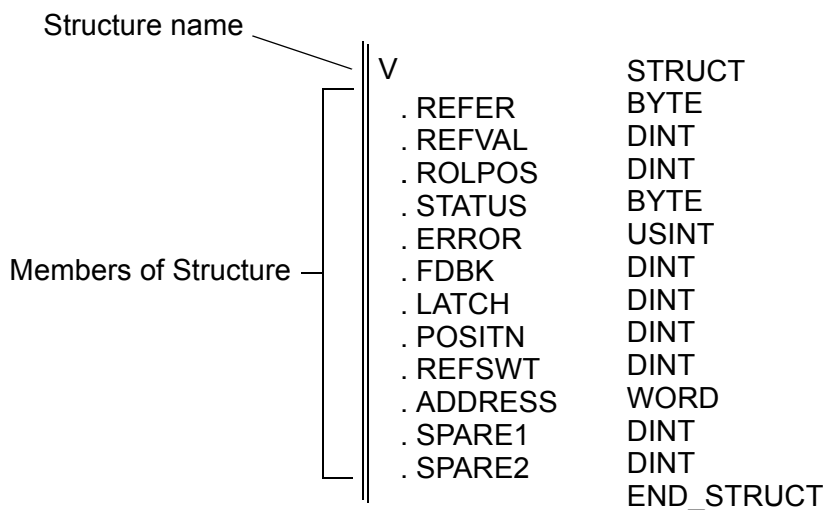 Structure name
V STRUCT
. REFER BYTE
. REFVAL DINT
. ROLPOS DINT
. STATUS BYTE
. ERROR USINT
Members of Structure
. FDBK DINT
. LATCH DINT
. POSITN DINT
. REFSWT DINT
. ADDRESS WORD
. SPARE1 DINT
. SPARE2 DINT
END_STRUCT